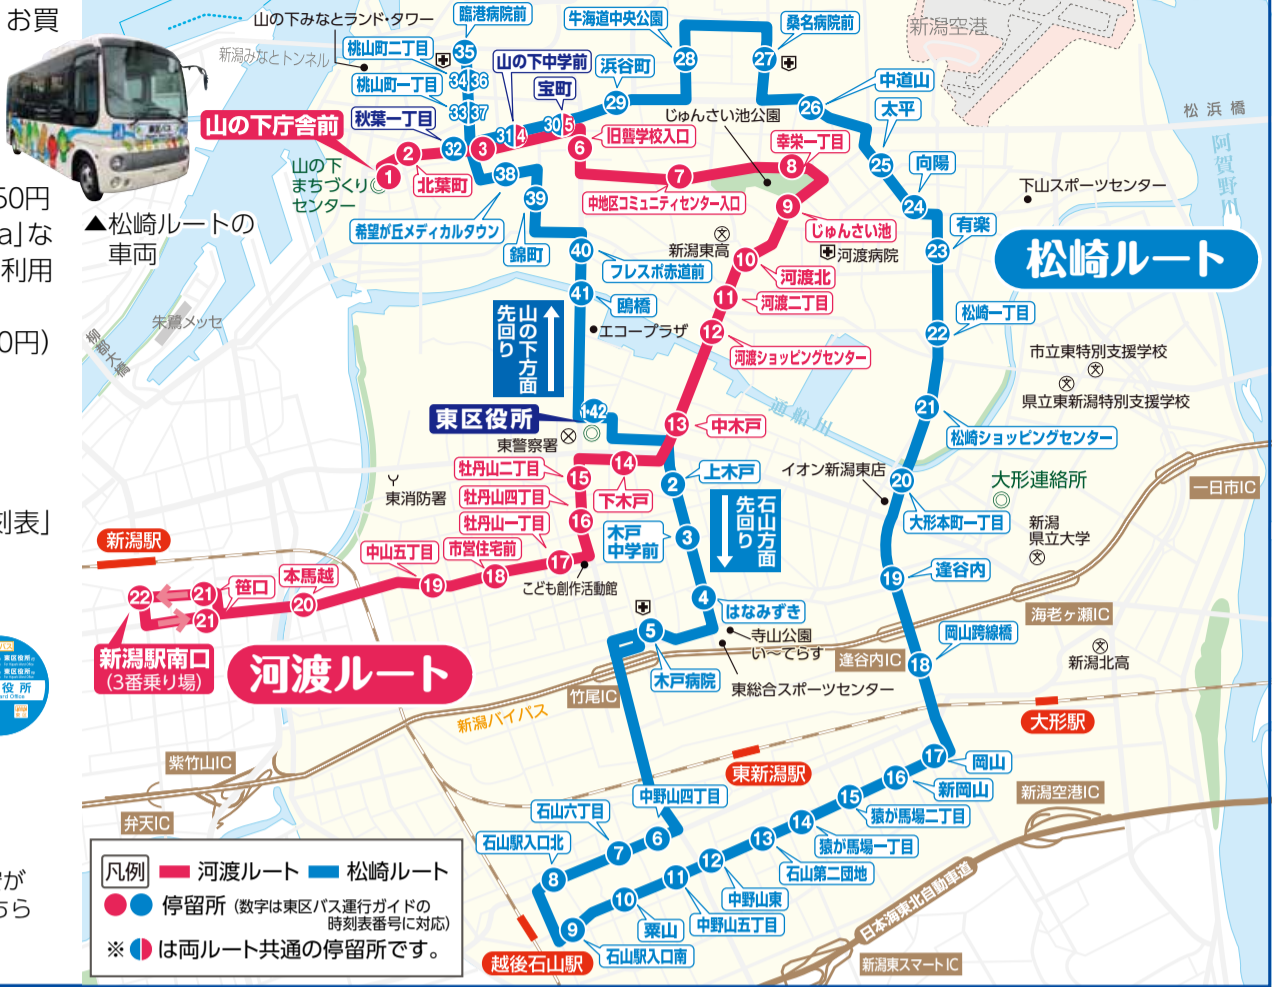 お買
50円
a」な
利用
0円)
刻表」
ちら
▲松崎ルートの
車両
山の下みなとランド・タワー
新潟みなとトンネル
臨港病院前
35
桃山町二丁目
34
36
桃山町一丁目
33
37
山の下中学前
31
4
宝町
30
5
秋葉一丁目
32
3
山の下庁舎前
1
2
北葉町
山の下
まちづくり
センター
浜谷町
29
牛海道中央公園
28
桑名病院前
27
新潟空港
中道山
26
太平
25
向陽
24
有楽
23
松浜橋
阿賀野川
下山スポーツセンター
松崎ルート
旧聾学校入口
6
じゅんさい池公園
幸栄一丁目
8
7
中地区コミュニティセンター入口
9
じゅんさい池
新潟東高
河渡病院
10
河渡北
11
河渡二丁目
12
河渡ショッピングセンター
38
希望が丘メディカルタウン
39
錦町
40
フレスポ赤道前
41
鴎橋
エコープラザ
山の下方面
先回り
朱鷺メッセ
柳都大橋
通船川
松崎一丁目
22
市立東特別支援学校
県立東新潟特別支援学校
21
松崎ショッピングセンター
東区役所
1・42
東警察署
13
中木戸
14
下木戸
牡丹山二丁目
15
牡丹山四丁目
16
牡丹山一丁目
17
東消防署
上木戸
2
石山方面
先回り
木戸
中学前
3
イオン新潟東店
20
大形本町一丁目
大形連絡所
新潟
県立大学
一日市IC
新潟駅
中山五丁目
19
市営住宅前
18
こども創作活動館
本馬越
20
笹口
21
21
22
新潟駅南口
(3番乗り場)
河渡ルート
4
はなみずき
寺山公園
い〜てらす
5
木戸病院
東総合スポーツセンター
19
逢谷内
海老ヶ瀬IC
岡山跨線橋
18
逢谷内IC
新潟北高
竹尾IC
新潟バイパス
紫竹山IC
弁天IC
大形駅
東新潟駅
17
岡山
16
新岡山
15
猿が馬場二丁目
14
猿が馬場一丁目
13
石山第二団地
12
中野山東
11
中野山五丁目
10
粟山
9
石山駅入口南
8
石山駅入口北
7
石山六丁目
6
中野山四丁目
越後石山駅
新潟空港IC
日本海東北自動車道
新潟東スマートIC
凡例
河渡ルート
松崎ルート
停留所 (数字は東区バス運行ガイドの
時刻表番号に対応)
※ は両ルート共通の停留所です。